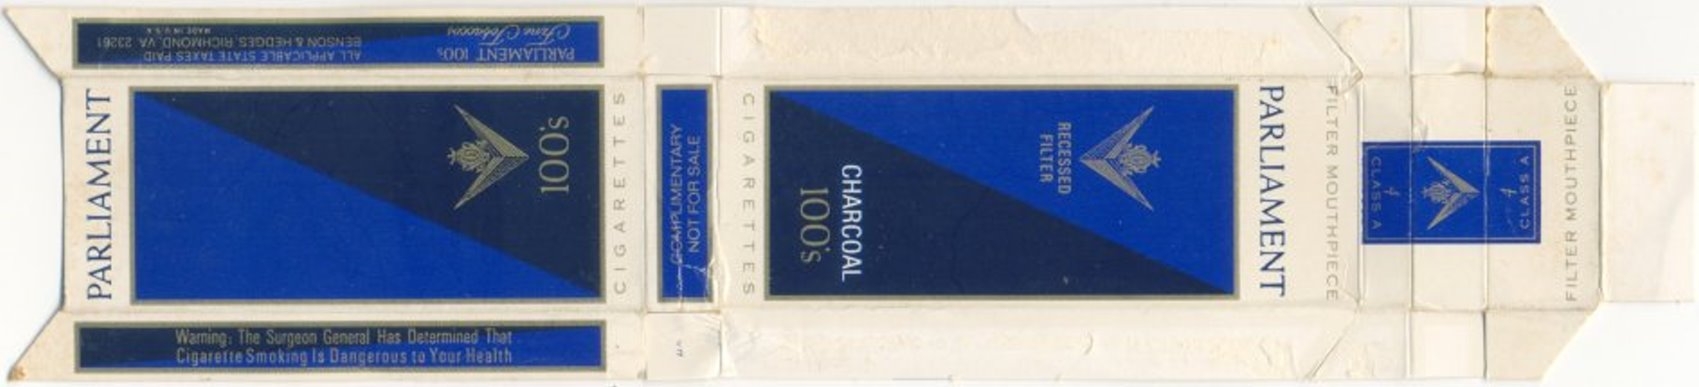 PARLIAMENT 100's
Fine Tobaccos
ALL APPLICABLE STATE TAXES PAID
BENSON & HEDGES RICHMOND, VA. 23261
MADE IN U.S.A.
PARLIAMENT
100's
CIGARETTES
Warning: The Surgeon General Has Determined That
Cigarette Smoking Is Dangerous to Your Health
COMPLIMENTARY
NOT FOR SALE
CIGARETTES
CHARCOAL
100's
RECESSED
FILTER
PARLIAMENT
FILTER MOUTHPIECE
CLASS A
CLASS A
FILTER MOUTHPIECE